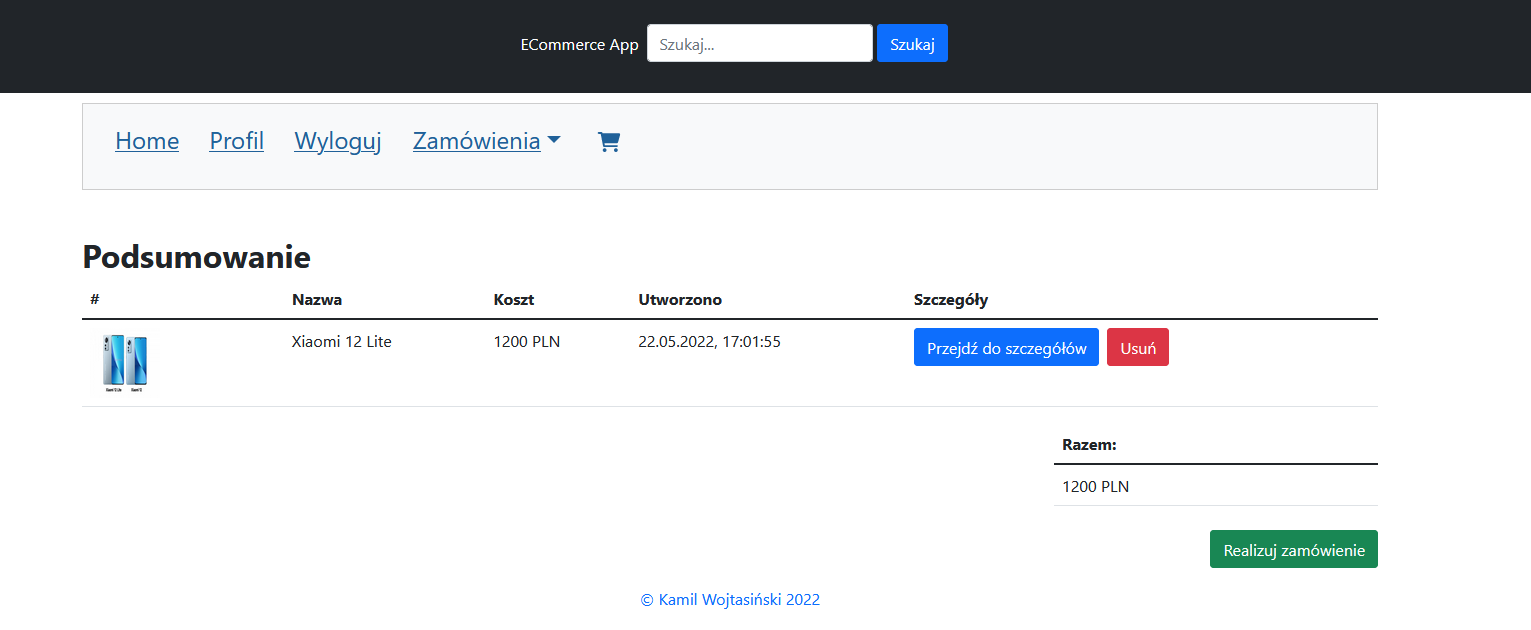 ECommerce App Szukaj... Szukaj
Home Profil Wyloguj Zamówienia
Podsumowanie
# Nazwa Koszt Utworzono Szczegóły
Xiaomi 12 Lite 1200 PLN 22.05.2022, 17:01:55 Przejdź do szczegółów Usuń
Razem:
1200 PLN
Realizuj zamówienie
© Kamil Wojtasiński 2022